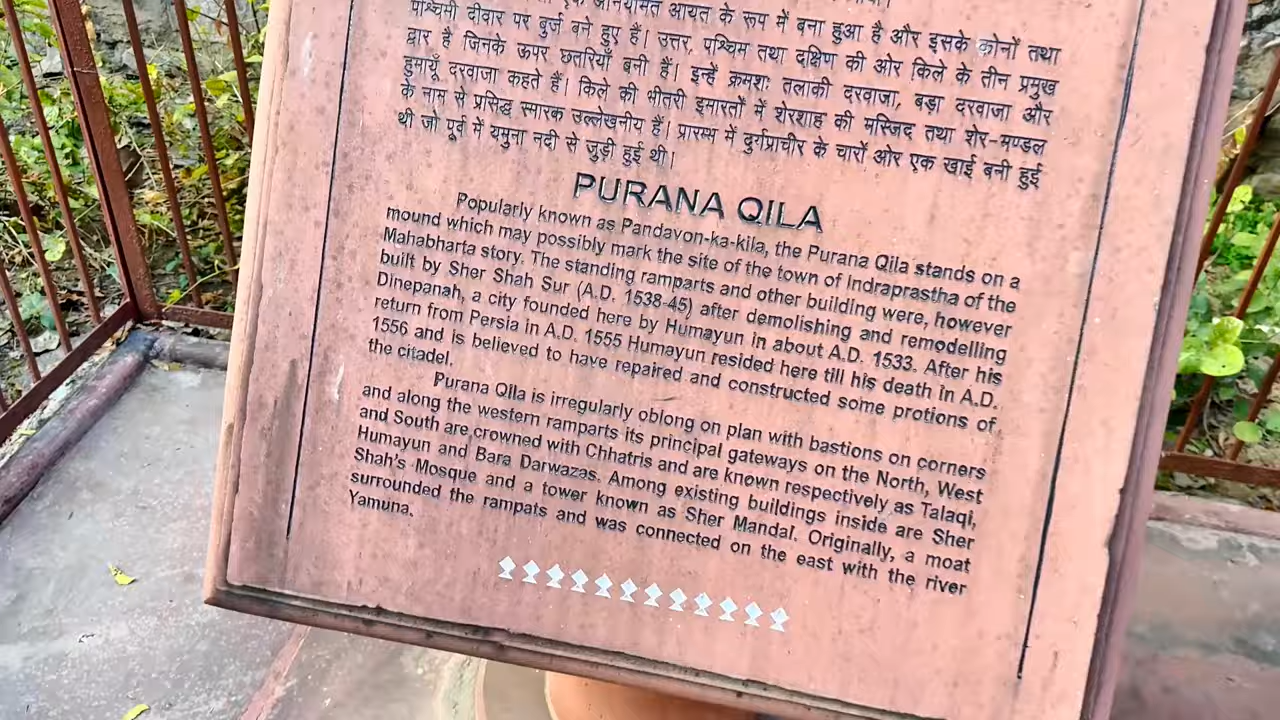 अनियमित आयत के रूप में बना हुआ है और इसके कोनों तथा
पश्चिमी दीवार पर बुर्ज बने हुए हैं। उत्तर, पश्चिम तथा दक्षिण की ओर किले के तीन प्रमुख
द्वार है जिनके ऊपर छतरियाँ बनी हैं। इन्हें क्रमशः तलाकी दरवाजा, बड़ा दरवाजा और
हुमायूँ दरवाजा कहते हैं। किले की भीतरी इमारतों में शेरशाह की मस्जिद तथा शेर-मण्डल
के नाम से प्रसिद्ध स्मारक उल्लेखनीय हैं। प्रारम्भ में दुर्गप्राचीर के चारों ओर एक खाई बनी हुई
थी जो पूर्व में यमुना नदी से जुड़ी हुई थी।
PURANA QILA
Popularly known as Pandavon-ka-kila, the Purana Qila stands on a
mound which may possibly mark the site of the town of Indraprastha of the
Mahabharta story. The standing ramparts and other building were, however
built by Sher Shah Sur (A.D. 1538-45) after demolishing and remodelling
Dinepanah, a city founded here by Humayun in about A.D. 1533. After his
return from Persia in A.D. 1555 Humayun resided here till his death in A.D.
1556 and is believed to have repaired and constructed some protions of
the citadel.
Purana Qila is irregularly oblong on plan with bastions on corners
and along the western ramparts its principal gateways on the North, West
and South are crowned with Chhatris and are known respectively as Talaqi,
Humayun and Bara Darwazas. Among existing buildings inside are Sher
Shah's Mosque and a tower known as Sher Mandal. Originally, a moat
surrounded the rampats and was connected on the east with the river
Yamuna.